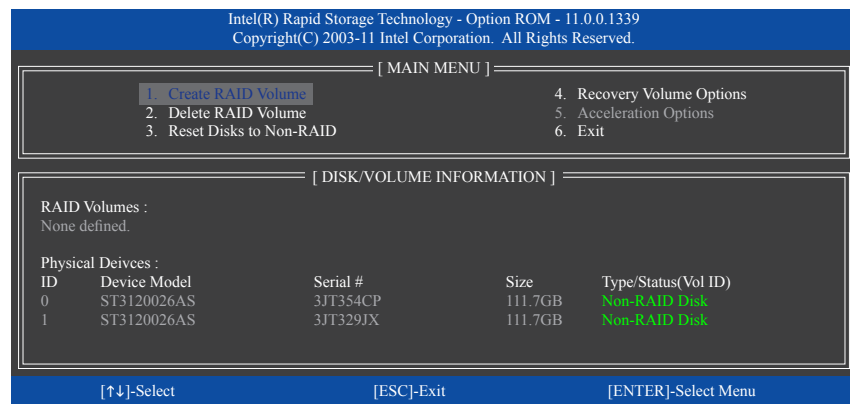 Intel(R) Rapid Storage Technology - Option ROM - 11.0.0.1339
Copyright(C) 2003-11 Intel Corporation. All Rights Reserved.
[ MAIN MENU ]
1. Create RAID Volume 4. Recovery Volume Options
2. Delete RAID Volume 5. Acceleration Options
3. Reset Disks to Non-RAID 6. Exit
[ DISK/VOLUME INFORMATION ]
RAID Volumes :
None defined.
Physical Deivces :
ID Device Model Serial # Size Type/Status(Vol ID)
0 ST3120026AS 3JT354CP 111.7GB Non-RAID Disk
1 ST3120026AS 3JT329JX 111.7GB Non-RAID Disk
[↑↓]-Select [ESC]-Exit [ENTER]-Select Menu